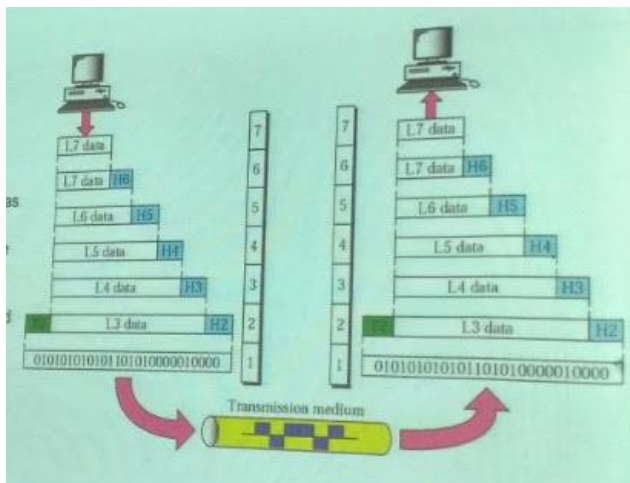 L7 data
L7 data H6
L6 data H5
L5 data H4
L4 data H3
T2 L3 data H2
010101010101101010000010000
7
6
5
4
3
2
1
7
6
5
4
3
2
1
L7 data
L7 data H6
L6 data H5
L5 data H4
L4 data H3
T2 L3 data H2
010101010101101010000010000
Transmission medium